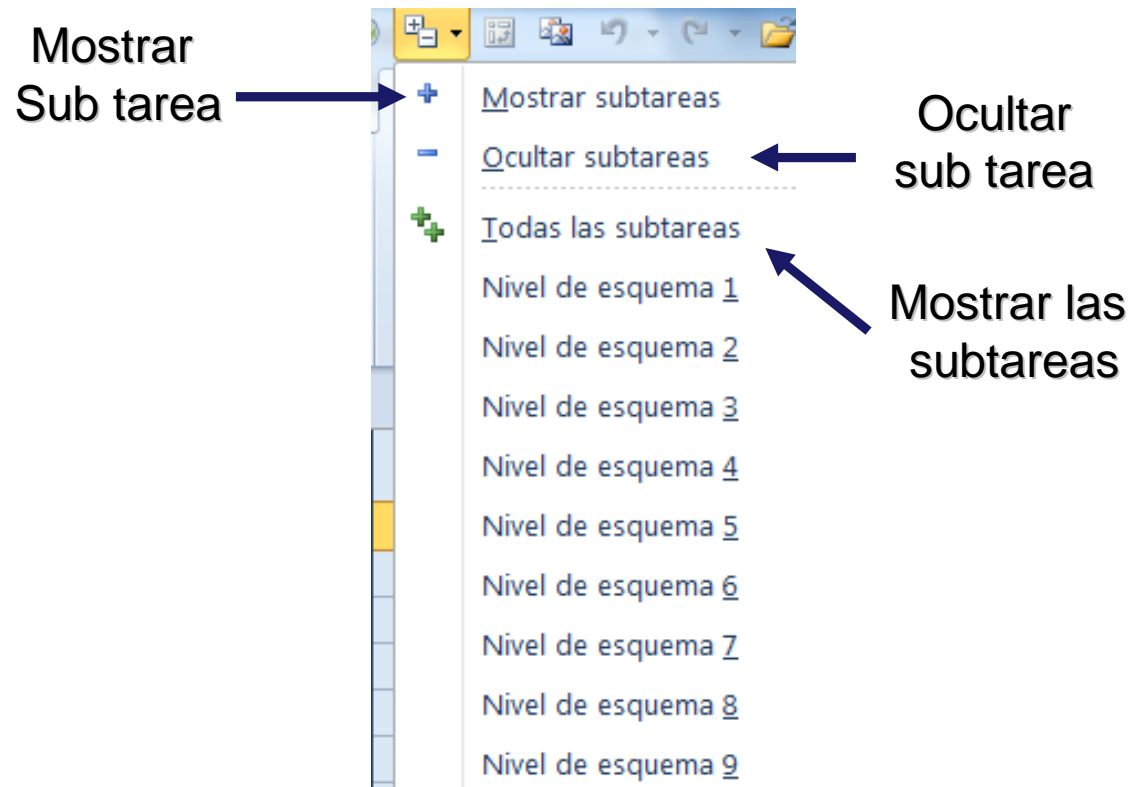 Mostrar
Sub tarea
Mostrar subtareas
Ocultar subtareas
Ocultar
sub tarea
Todas las subtareas
Nivel de esquema 1
Mostrar las
subtareas
Nivel de esquema 2
Nivel de esquema 3
Nivel de esquema 4
Nivel de esquema 5
Nivel de esquema 6
Nivel de esquema 7
Nivel de esquema 8
Nivel de esquema 9